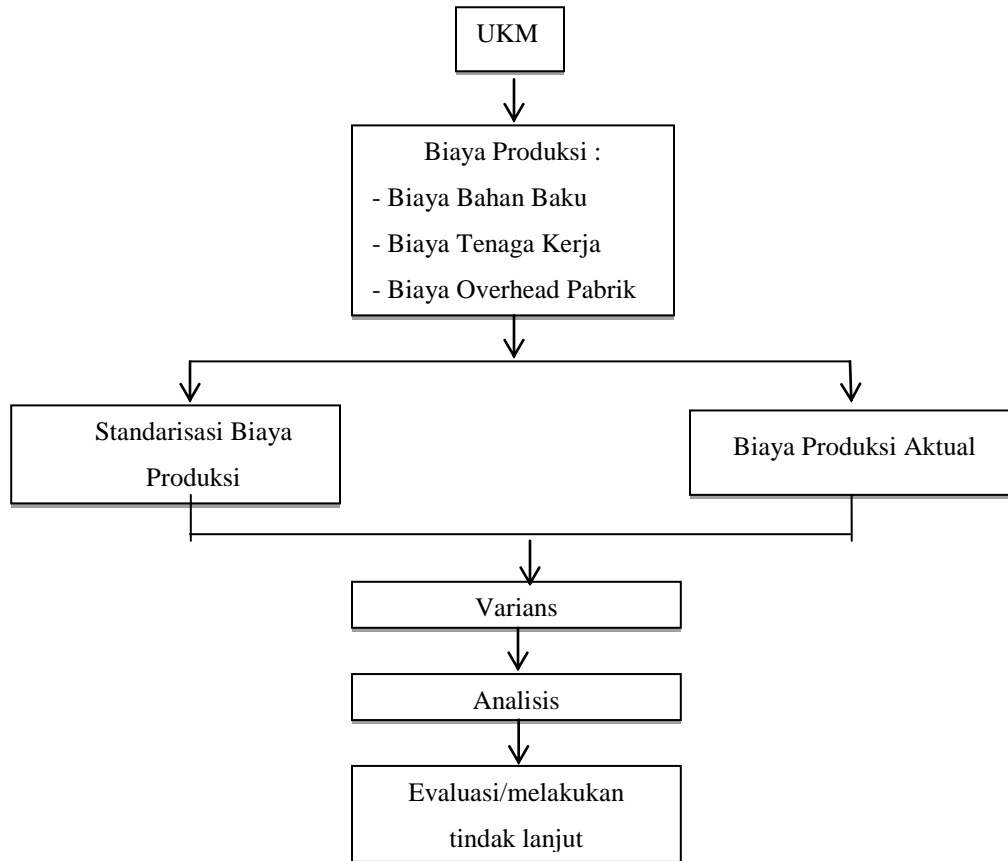 UKM
Biaya Produksi :
- Biaya Bahan Baku
- Biaya Tenaga Kerja
- Biaya Overhead Pabrik
Standarisasi Biaya
Produksi
Biaya Produksi Aktual
Varians
Analisis
Evaluasi/melakukan
tindak lanjut